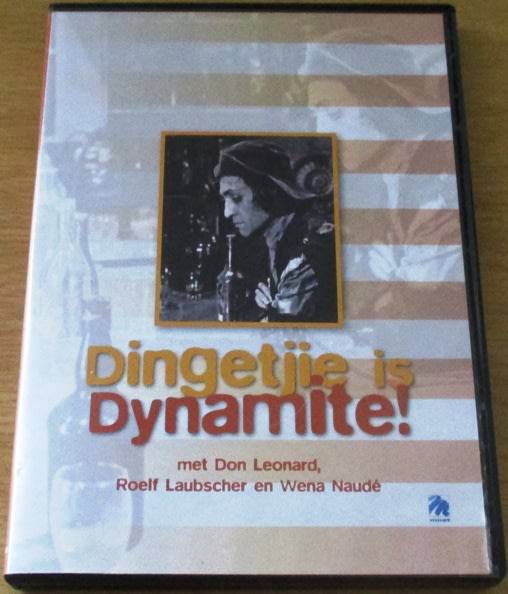 Dingetjie is
Dynamite!
met Don Leonard,
Roelf Laubscher en Wena Naudé